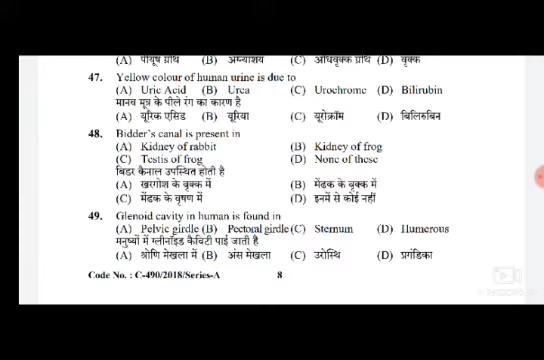 (A) पीयूष ग्रंथि (B) अग्न्याशय (C) अधिवृक्क ग्रंथि (D) वृक्क
47. Yellow colour of human urine is due to
(A) Uric Acid (B) Urea (C) Urochrome (D) Bilirubin
मानव मूत्र के पीले रंग का कारण है
(A) यूरिक एसिड (B) यूरिया (C) यूरोक्रॉम (D) बिलिरुबिन
48. Bidder's canal is present in
(A) Kidney of rabbit (B) Kidney of frog
(C) Testis of frog (D) None of these
बिडर कैनाल उपस्थित होती है
(A) खरगोश के वृक्क में (B) मेंढक के वृक्क में
(C) मेंढक के वृषण में (D) इनमें से कोई नहीं
49. Glenoid cavity in human is found in
(A) Pelvic girdle (B) Pectoral girdle (C) Sternum (D) Humerous
मनुष्यों में ग्लीनॉइड कैविटी पाई जाती है
(A) श्रोणि मेखला में (B) अंस मेखला (C) उरोस्थि (D) प्रगंडिका
Code No. : C-490/2018/Series-A 8